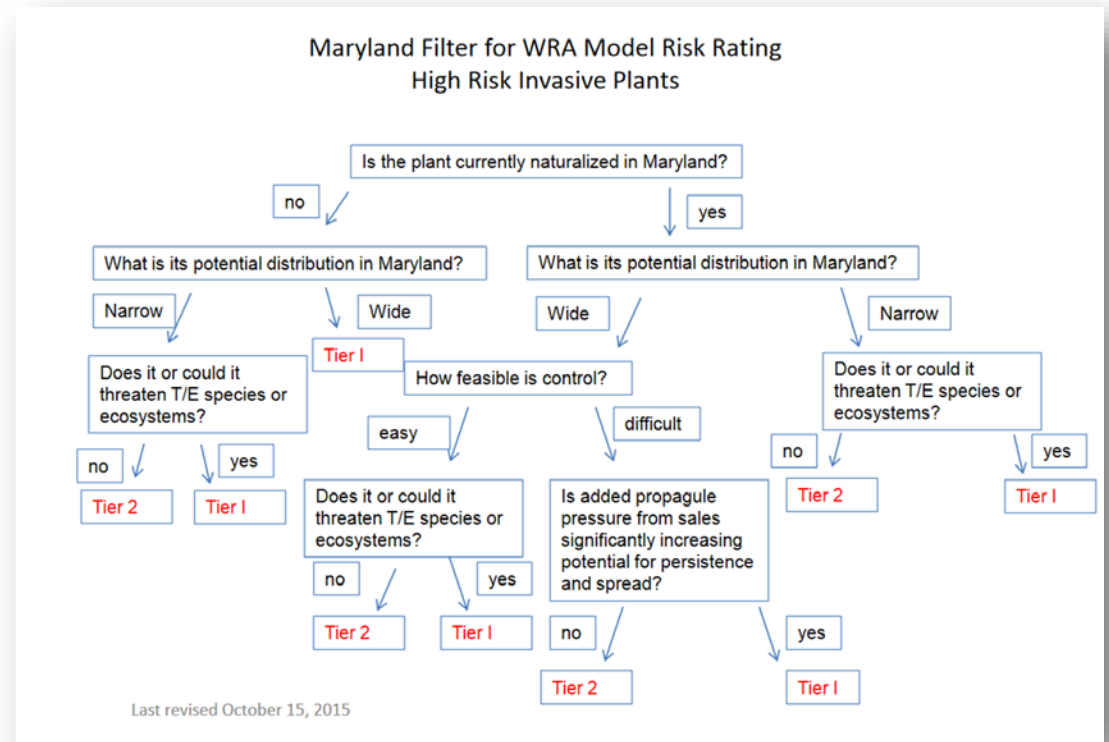 Maryland Filter for WRA Model Risk Rating
High Risk Invasive Plants
Is the plant currently naturalized in Maryland?
no
yes
What is its potential distribution in Maryland?
What is its potential distribution in Maryland?
Narrow
Wide
Wide
Narrow
Tier I
Does it or could it
threaten T/E species or
ecosystems?
How feasible is control?
Does it or could it
threaten T/E species or
ecosystems?
easy
difficult
no
yes
no
yes
Tier 2
Tier I
Does it or could it
threaten T/E species or
ecosystems?
Is added propagule
pressure from sales
significantly increasing
potential for persistence
and spread?
Tier 2
Tier I
no
yes
Tier 2
Tier I
no
yes
Tier 2
Tier I
Last revised October 15, 2015